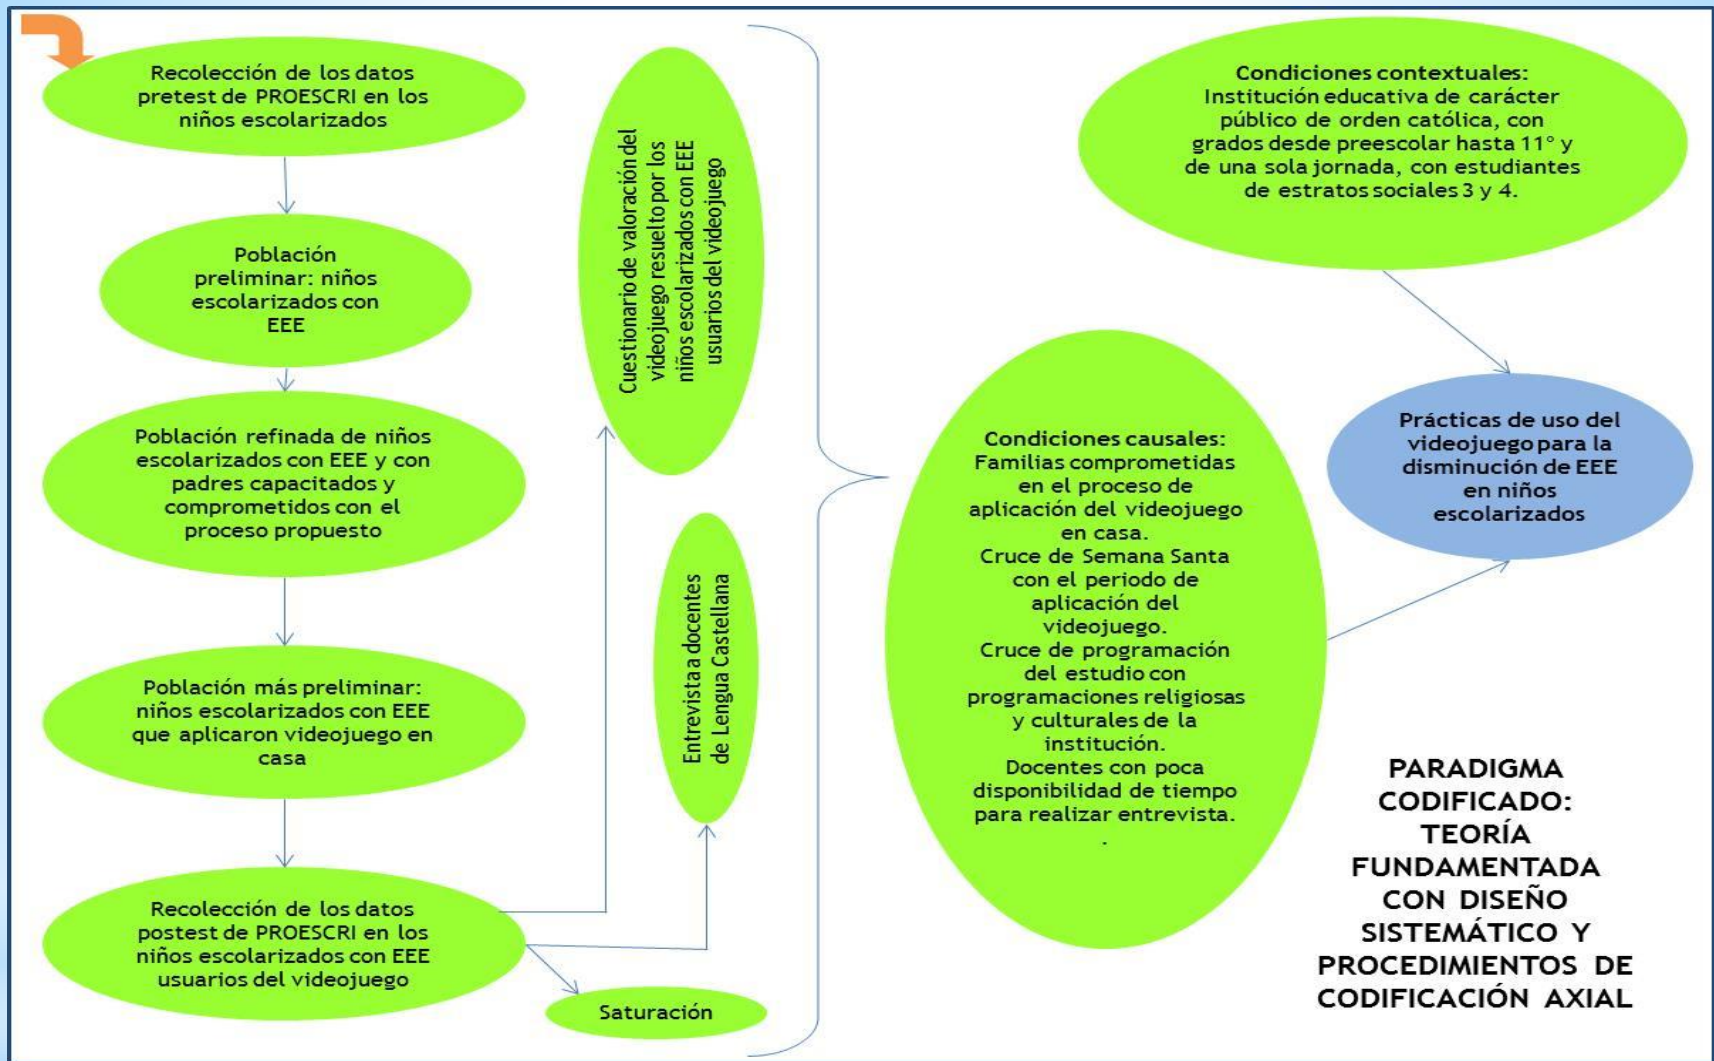 Recolección de los datos
pretest de PROESCRI en los
niños escolarizados
Población
preliminar: niños
escolarizados con
EEE
Población refinada de niños
escolarizados con EEE y con
padres capacitados y
comprometidos con el
proceso propuesto
Población más preliminar:
niños escolarizados con EEE
que aplicaron videojuego en
casa
Recolección de los datos
postest de PROESCRI en los
niños escolarizados con EEE
usuarios del videojuego
Cuestionario de valoración del
videojuego resuelto por los
niños escolarizados con EEE
usuarios del videojuego
Entrevista a docentes
de Lengua Castellana
Saturación
Condiciones causales:
Familias comprometidas
en el proceso de
aplicación del videojuego
en casa.
Cruce de Semana Santa
con el periodo de
aplicación del
videojuego.
Cruce de programación
del estudio con
programaciones religiosas
y culturales de la
institución.
Docentes con poca
disponibilidad de tiempo
para realizar entrevista.
.
Condiciones contextuales:
Institución educativa de carácter
público de orden católica, con
grados desde preescolar hasta 11° y
de una sola jornada, con estudiantes
de estratos sociales 3 y 4.
Prácticas de uso del
videojuego para la
disminución de EEE
en niños
escolarizados
PARADIGMA
CODIFICADO:
TEORÍA
FUNDAMENTADA
CON DISEÑO
SISTEMÁTICO Y
PROCEDIMIENTOS DE
CODIFICACIÓN AXIAL